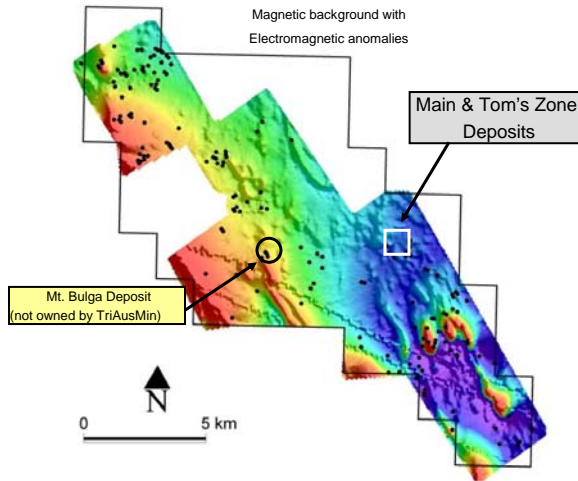 Magnetic background with
Electromagnetic anomalies
Main & Tom's Zone
Deposits
Mt. Bulga Deposit
(not owned by TriAusMin)
N
0 5 km